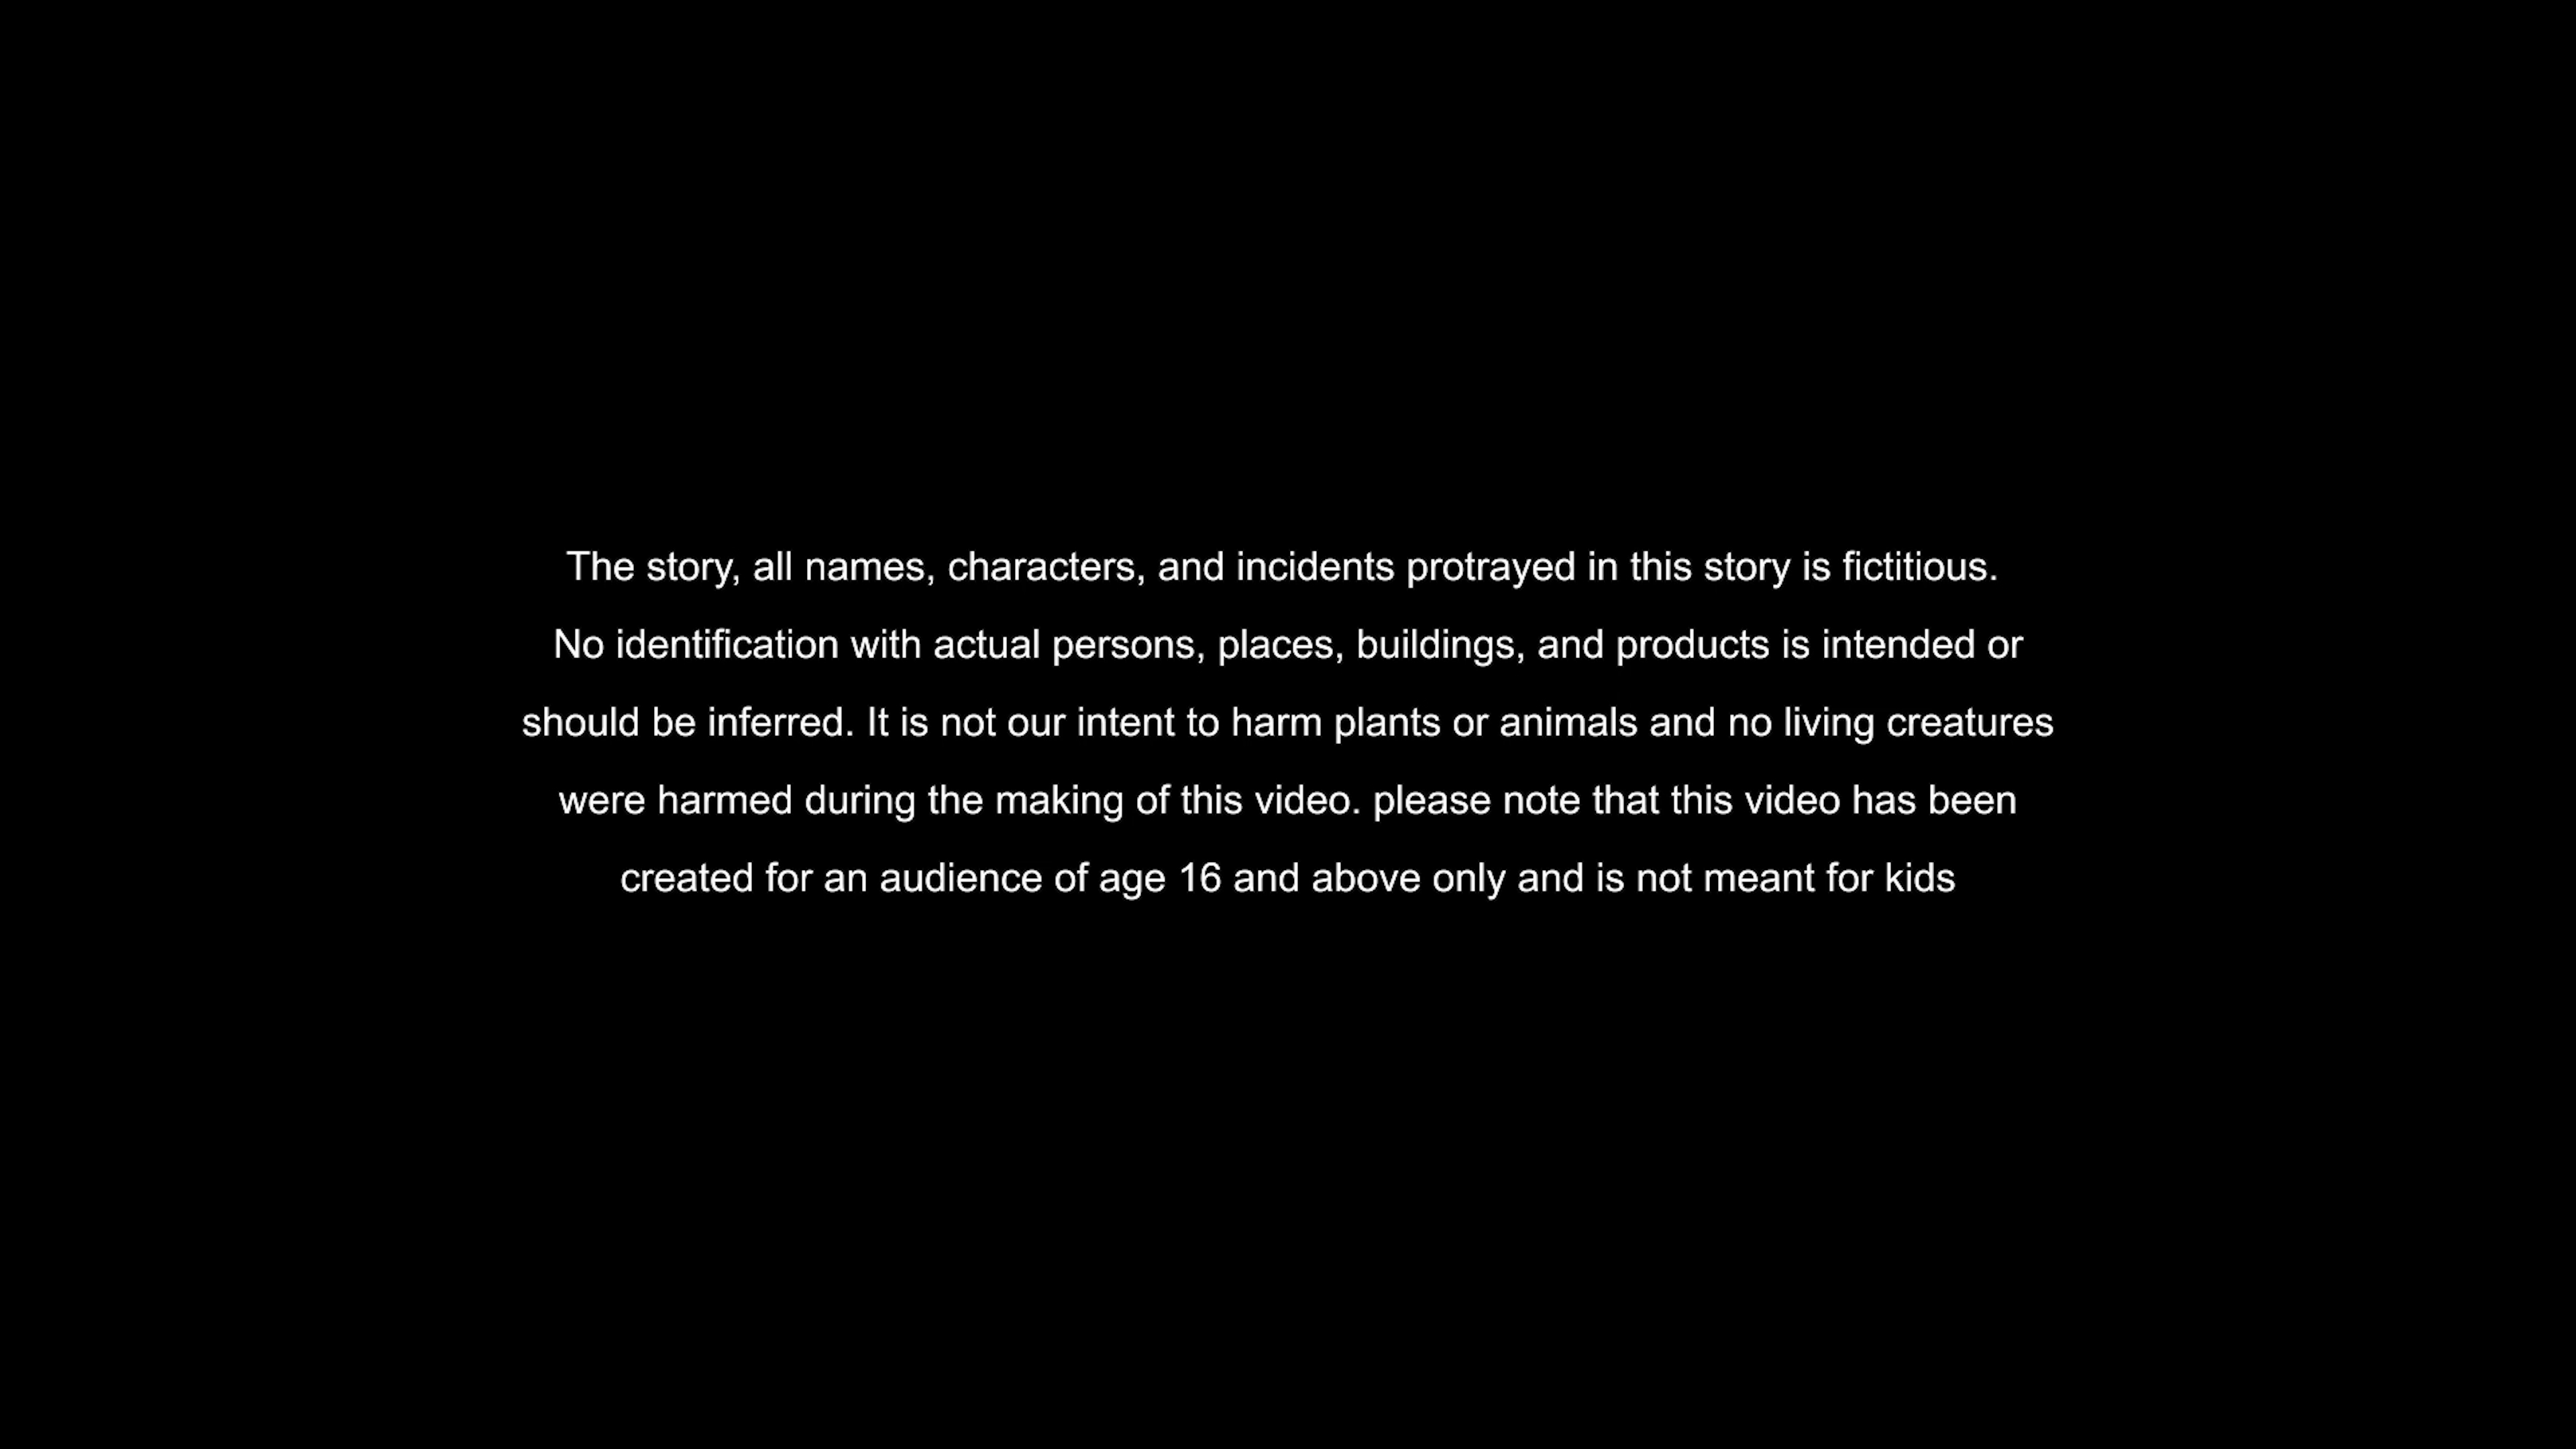 The story, all names, characters, and incidents protrayed in this story is fictitious.
No identification with actual persons, places, buildings, and products is intended or
should be inferred. It is not our intent to harm plants or animals and no living creatures
were harmed during the making of this video. please note that this video has been
created for an audience of age 16 and above only and is not meant for kids